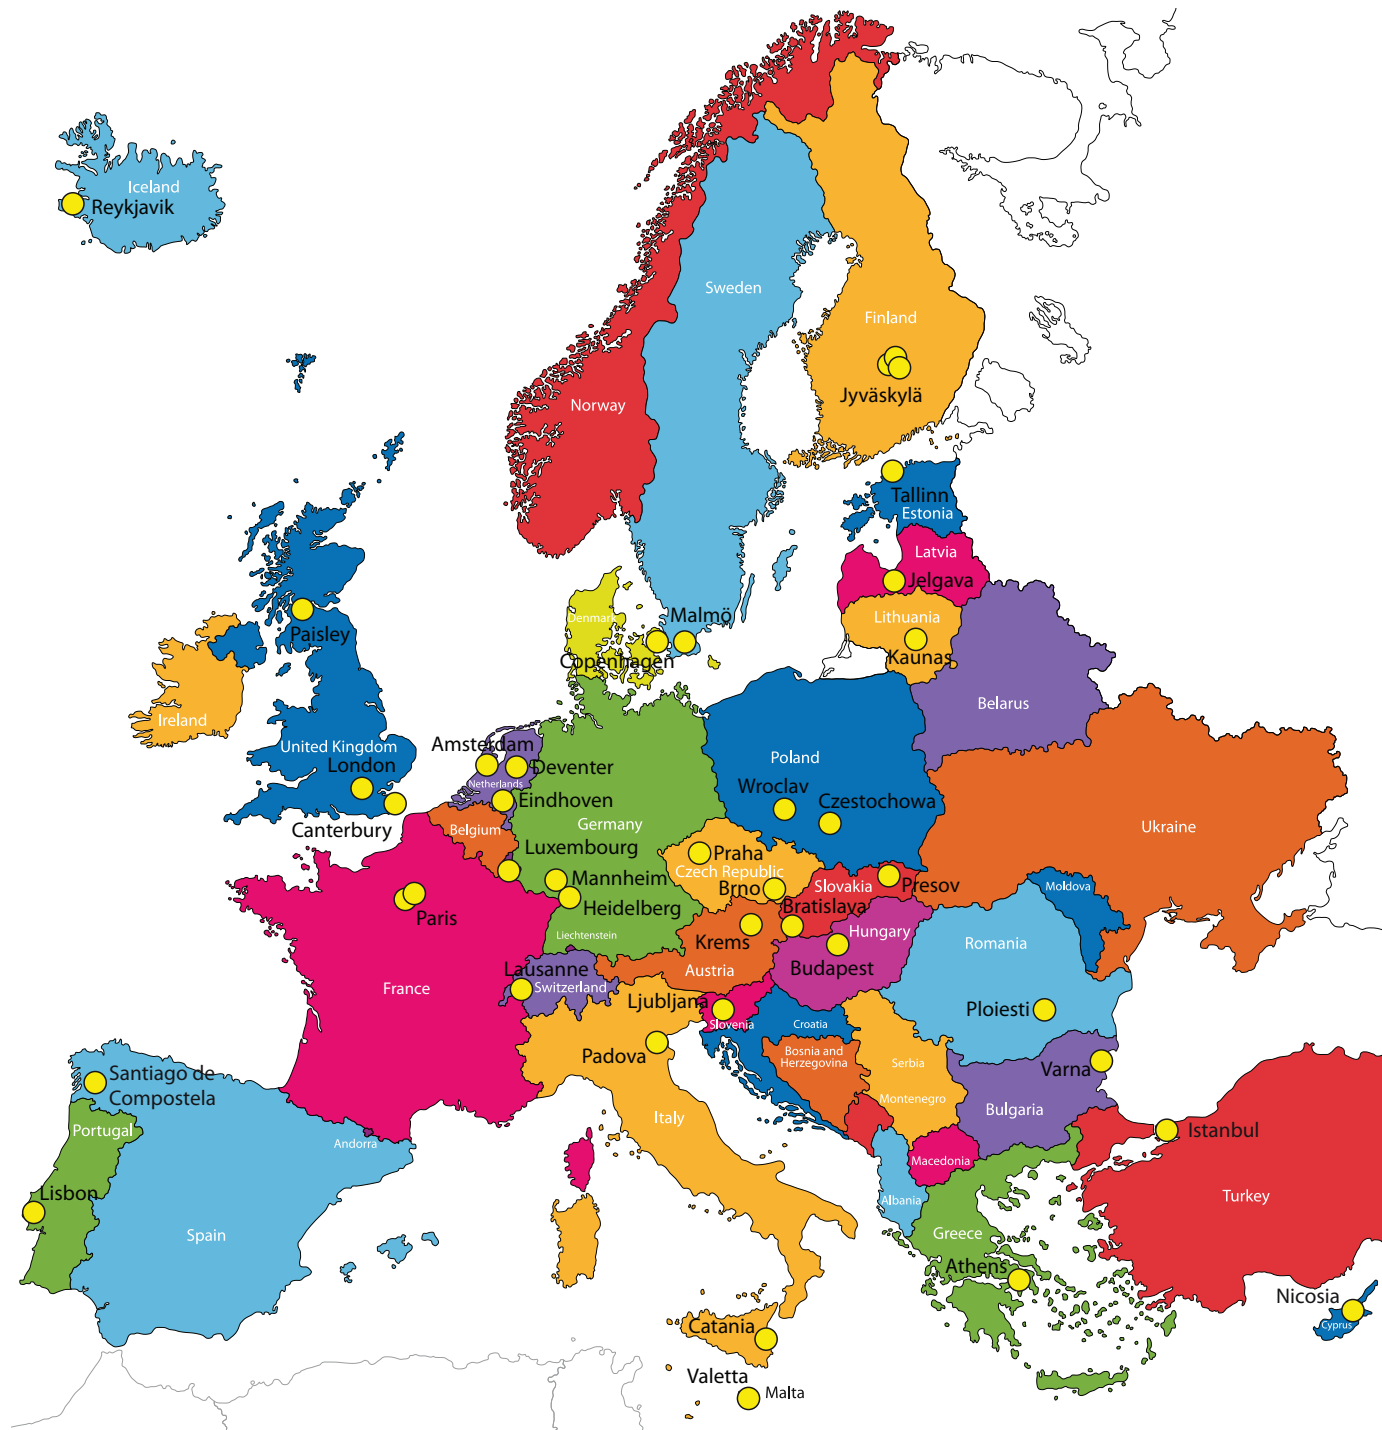 Iceland
Reykjavik
Sweden
Finland
Jyväskylä
Norway
Tallinn
Estonia
Latvia
Jelgava
Lithuania
Kaunas
Denmark
Malmö
Copenhagen
Paisley
Ireland
United Kingdom
London
Canterbury
Belarus
Amsterdam
Deventer
Netherlands
Eindhoven
Belgium
Germany
Poland
Wroclav
Czestochowa
Ukraine
Luxembourg
Mannheim
Heidelberg
Praha
Czech Republic
Brno
Slovakia
Presov
Bratislava
Moldova
Paris
Krems
Hungary
Budapest
Liechtenstein
Romania
Lausanne
Switzerland
Austria
France
Ljubljana
Slovenia
Ploiesti
Croatia
Padova
Bosnia and
Herzegovina
Serbia
Montenegro
Varna
Bulgaria
Santiago de
Compostela
Portugal
Andorra
Italy
Istanbul
Macedonia
Lisbon
Spain
Albania
Greece
Turkey
Athens
Nicosia
Cyprus
Catania
Valetta
Malta